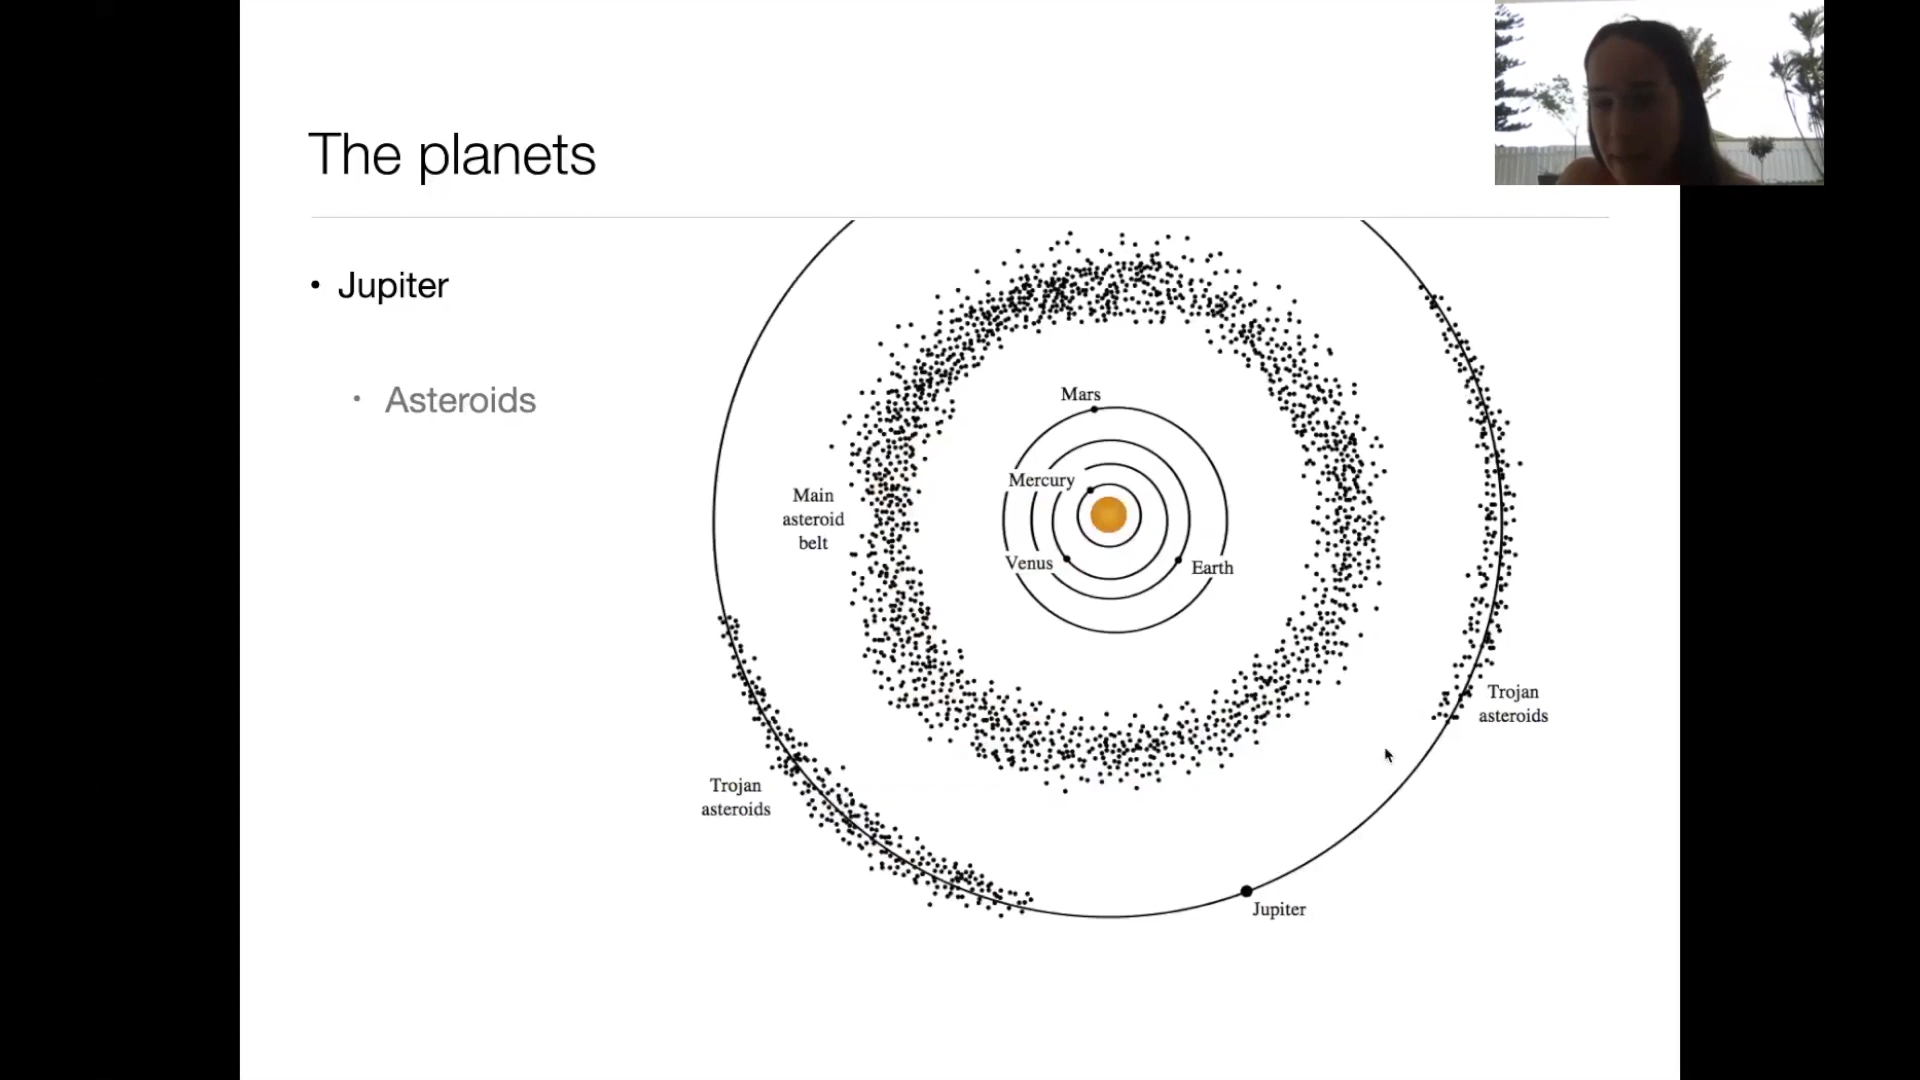 The planets
• Jupiter
• Asteroids
Mars
Mercury
Main
asteroid
belt
Venus
Earth
Trojan
asteroids
Trojan
asteroids
Jupiter